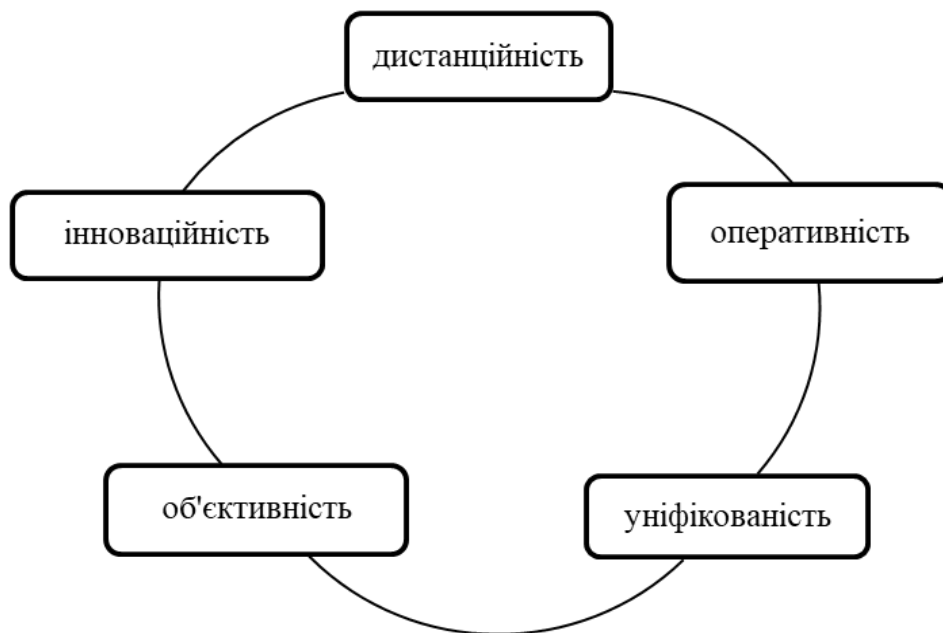 дистанційність
інноваційність
оперативність
об'єктивність
уніфікованість